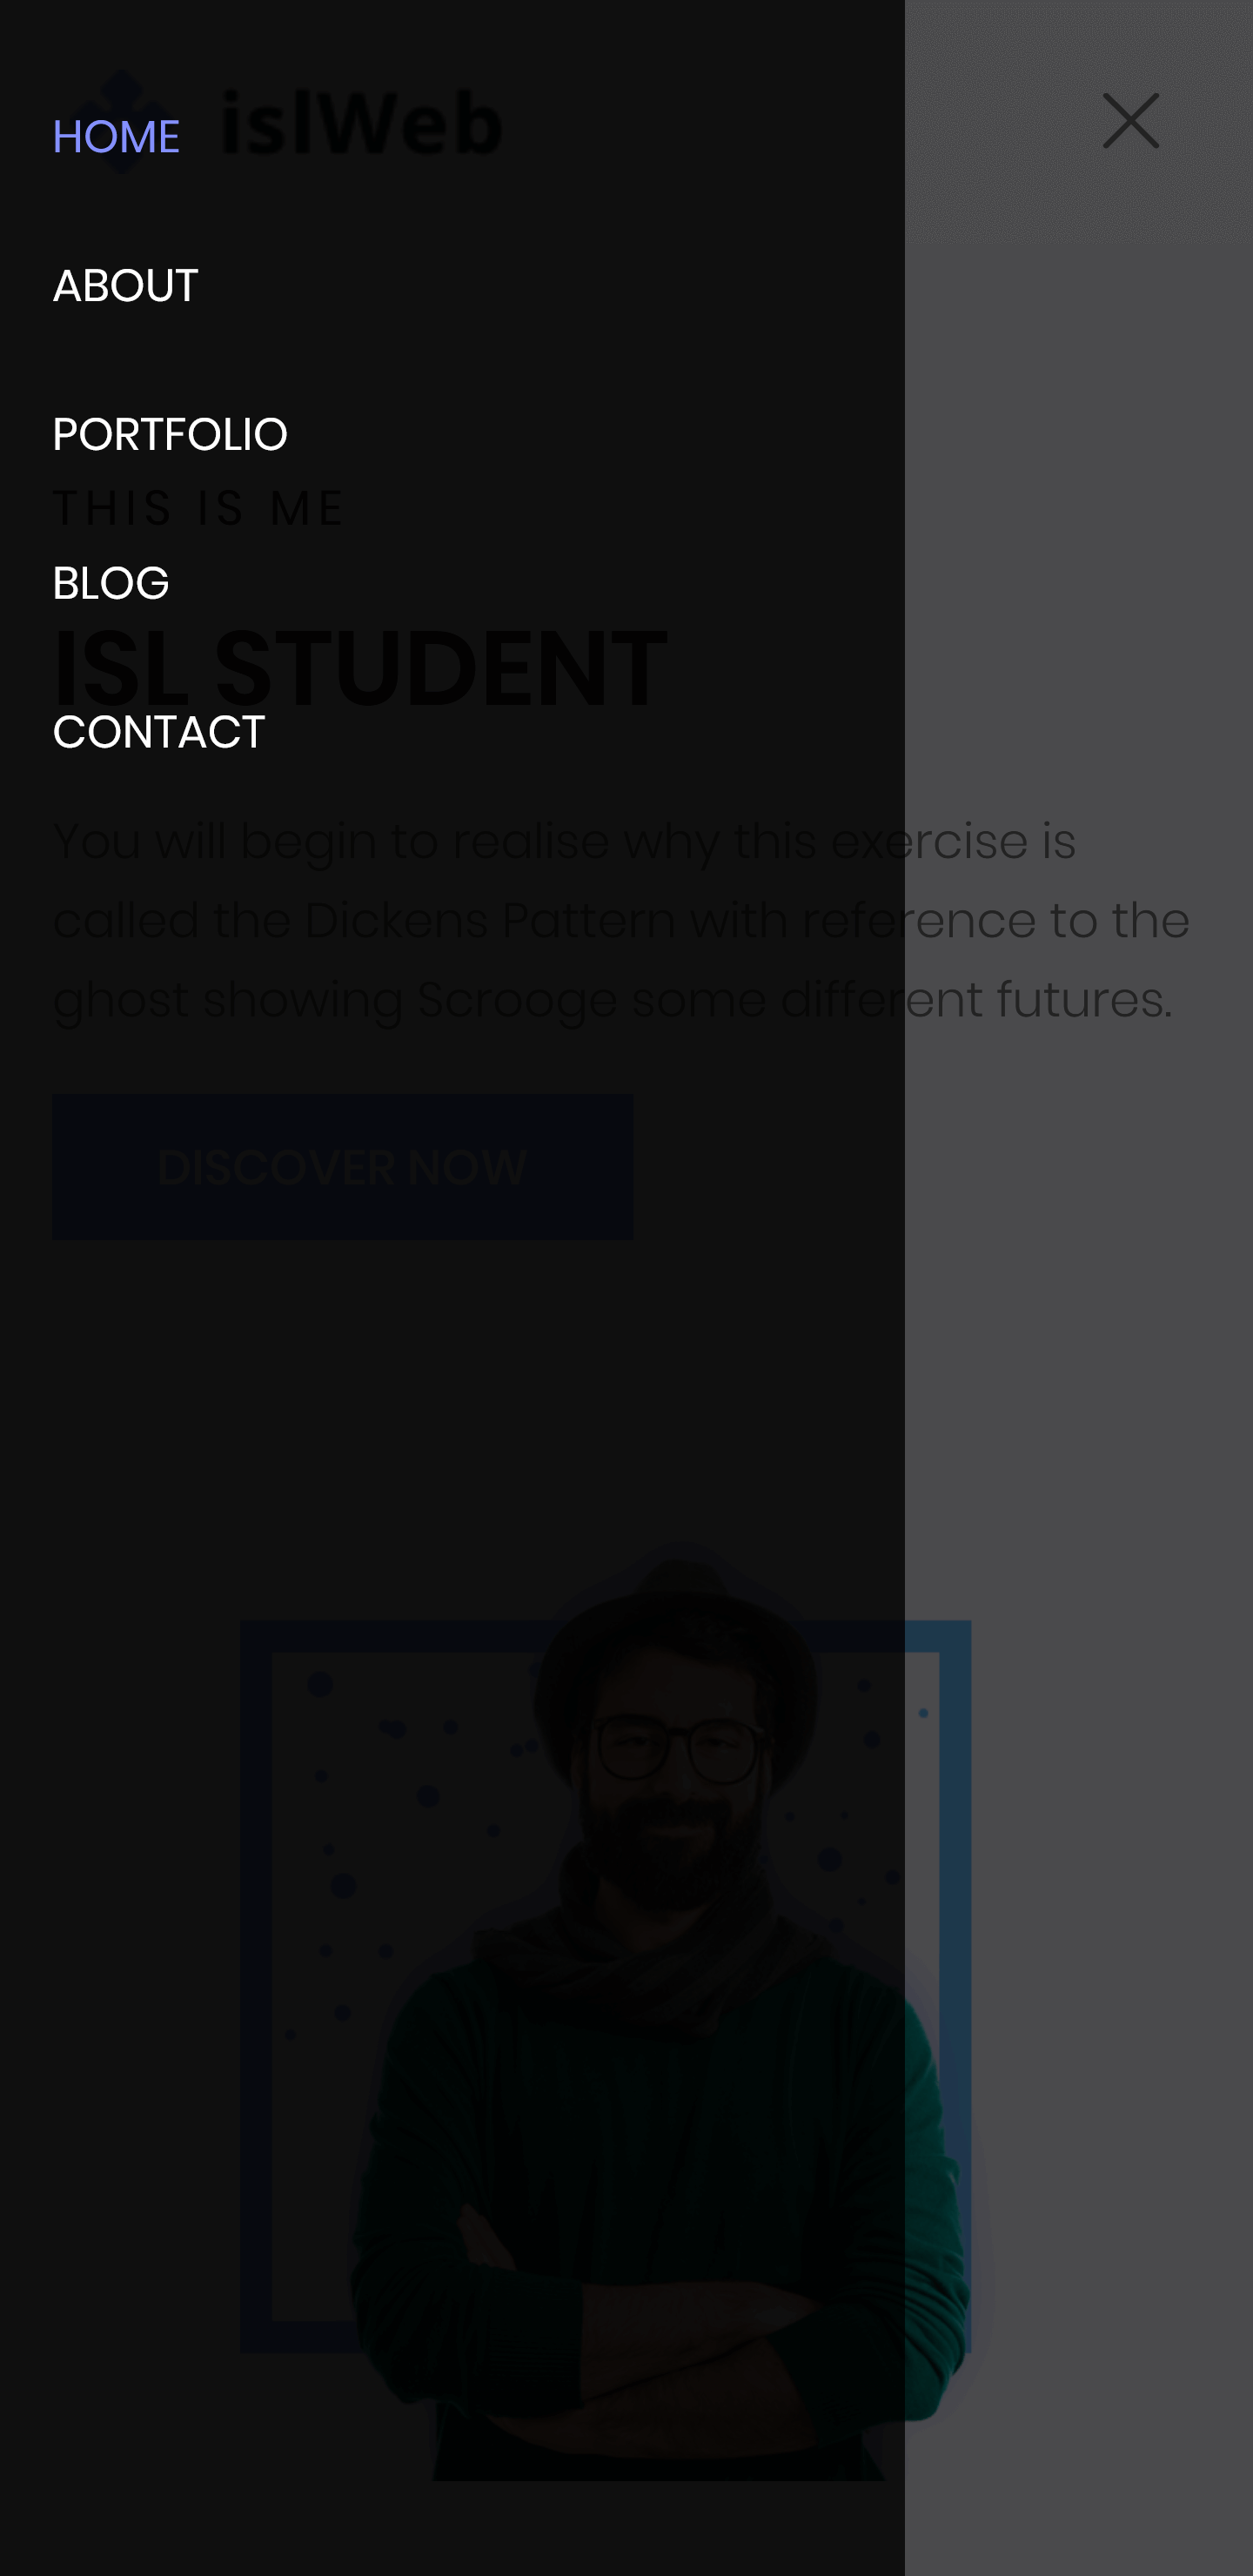 islWeb
HOME
ABOUT
PORTFOLIO
THIS IS ME
BLOG
ISL STUDENT
CONTACT
You will begin to realise why this exercise is
called the Dickens Pattern with reference to the
ghost showing Scrooge some different futures.
DISCOVER NOW